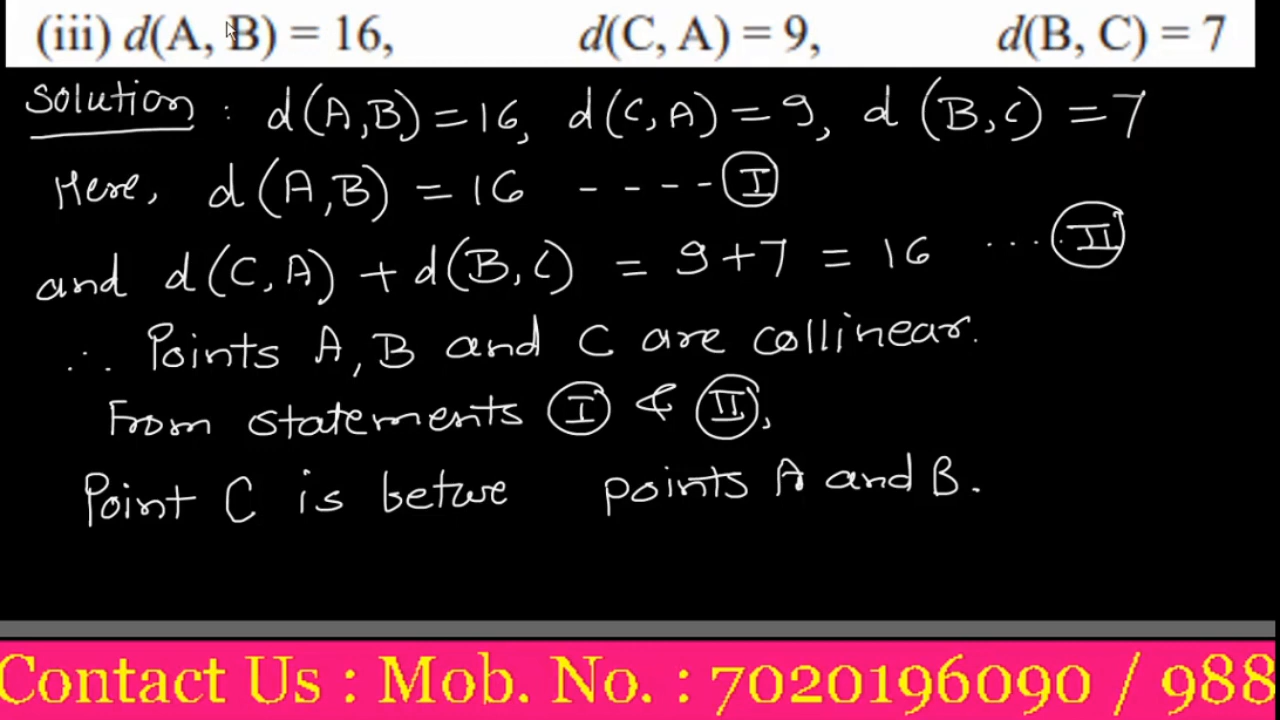 (iii) d(A, B) = 16, d(C, A) = 9, d(B, C) = 7
Solution : d(A,B) = 16, d(C,A) = 9, d(B,C) = 7
Here, d(A,B) = 16 ---- I
and d(C,A) + d(B,C) = 9+7 = 16 .... II
∴ Points A, B and C are collinear.
From statements I & II,
Point C is betwe points A and B.
Contact Us : Mob. No. : 7020196090 / 988